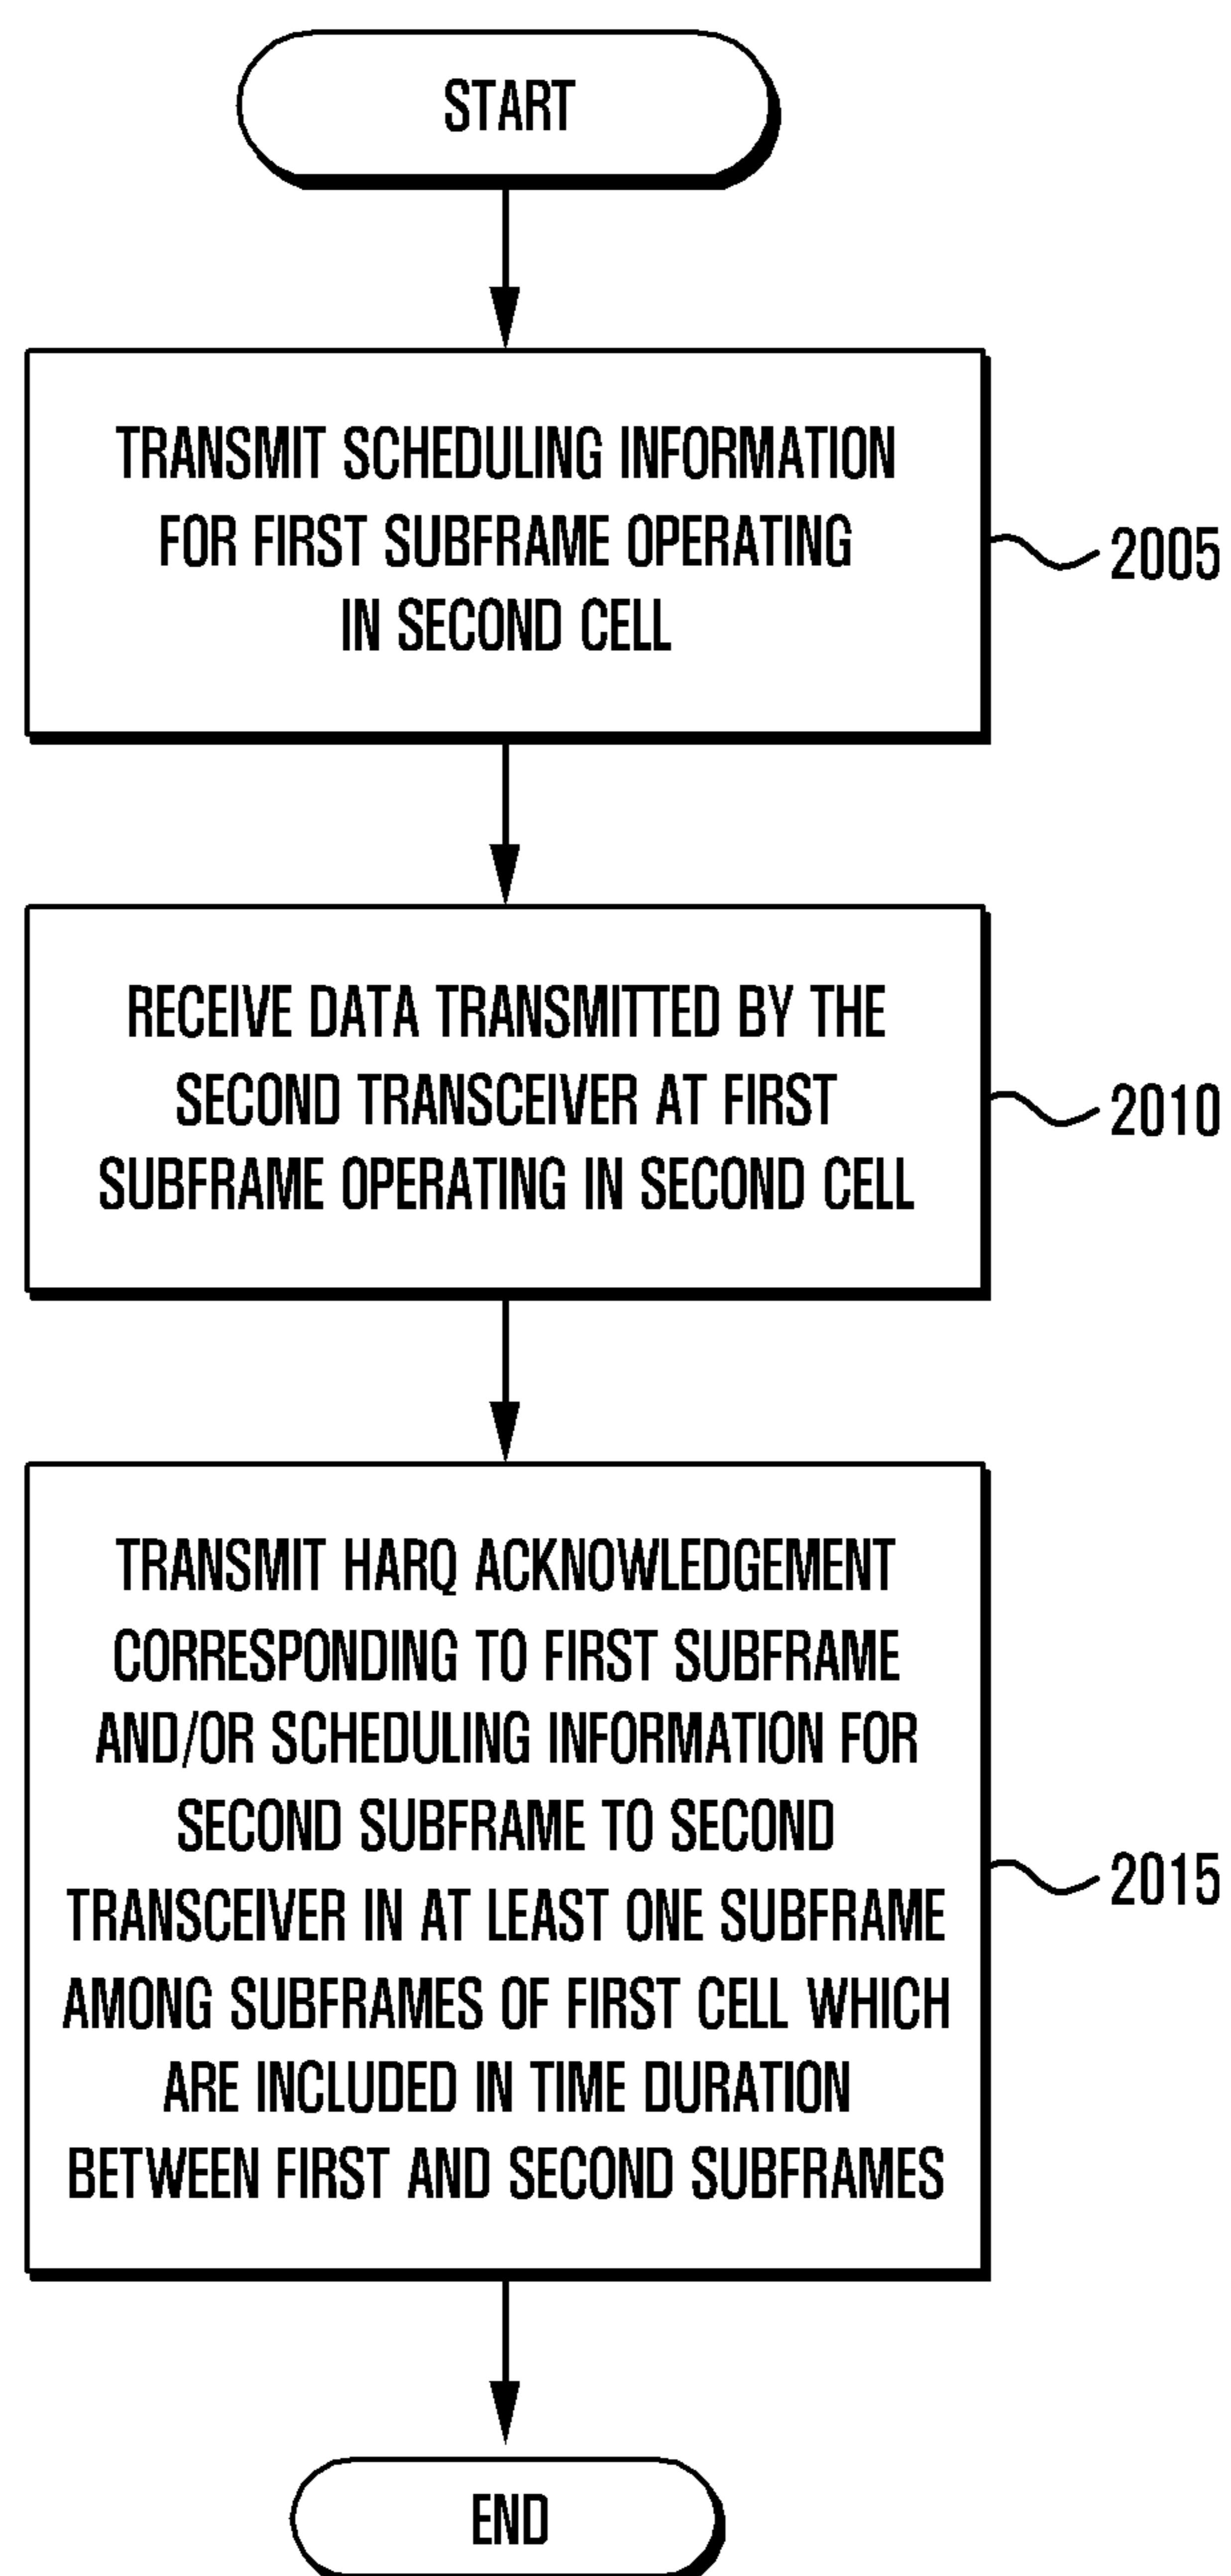 START
TRANSMIT SCHEDULING INFORMATION
FOR FIRST SUBFRAME OPERATING
IN SECOND CELL
2005
RECEIVE DATA TRANSMITTED BY THE
SECOND TRANSCEIVER AT FIRST
SUBFRAME OPERATING IN SECOND CELL
2010
TRANSMIT HARQ ACKNOWLEDGEMENT
CORRESPONDING TO FIRST SUBFRAME
AND/OR SCHEDULING INFORMATION FOR
SECOND SUBFRAME TO SECOND
TRANSCEIVER IN AT LEAST ONE SUBFRAME
AMONG SUBFRAMES OF FIRST CELL WHICH
ARE INCLUDED IN TIME DURATION
BETWEEN FIRST AND SECOND SUBFRAMES
2015
END